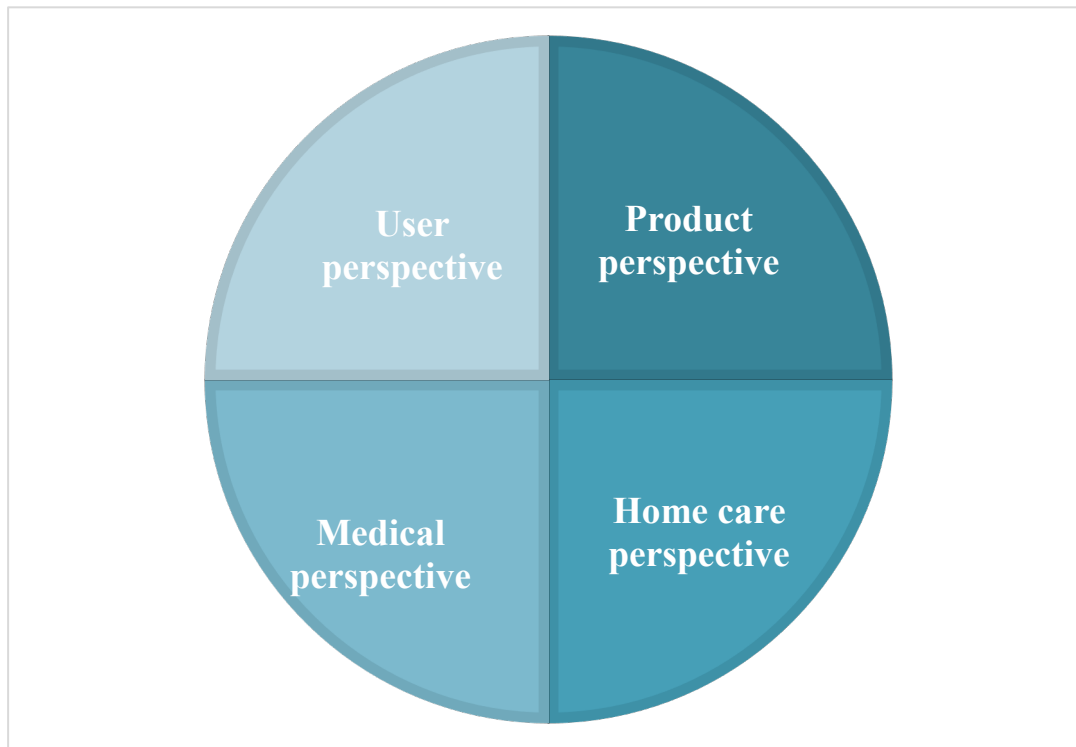 User
perspective
Product
perspective
Medical
perspective
Home care
perspective